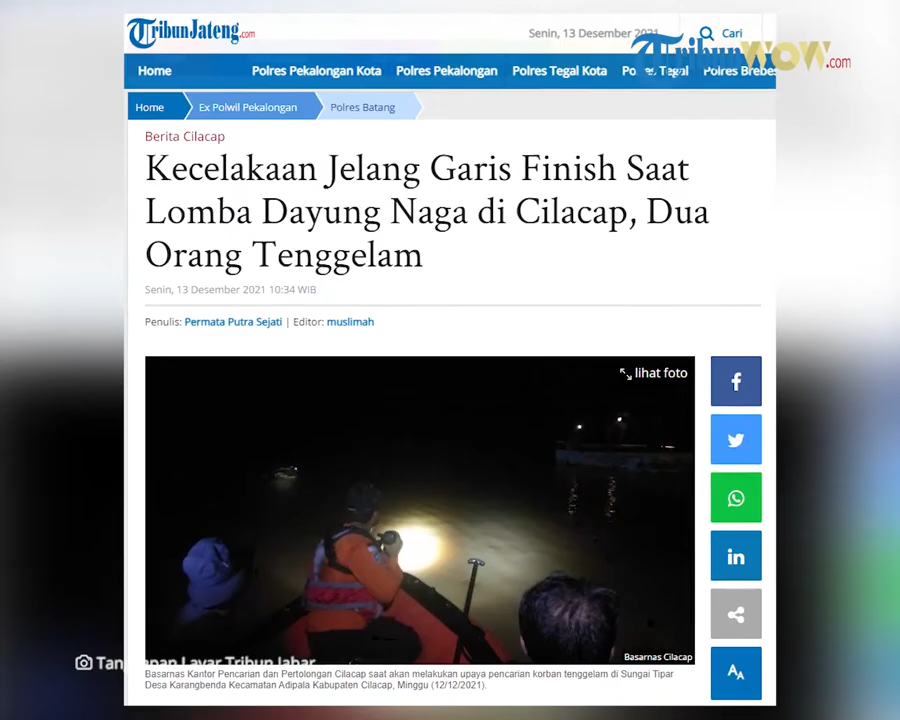 TribunJateng.com
Senin, 13 Desember 2021
Cari
TribunWOW.com
Home Polres Pekalongan Kota Polres Pekalongan Polres Tegal Kota Tegal Polres Brebes
Home Ex Polwil Pekalongan Polres Batang
Berita Cilacap
Kecelakaan Jelang Garis Finish Saat
Lomba Dayung Naga di Cilacap, Dua
Orang Tenggelam
Senin, 13 Desember 2021 10:34 WIB
Penulis: Permata Putra Sejati | Editor: muslimah
lihat foto
Basarnas Cilacap
Layar Tribun Jabar
Basarnas Kantor Pencarian dan Pertolongan Cilacap saat akan melakukan upaya pencarian korban tenggelam di Sungai Tipar
Desa Karangbenda Kecamatan Adipala Kabupaten Cilacap, Minggu (12/12/2021).